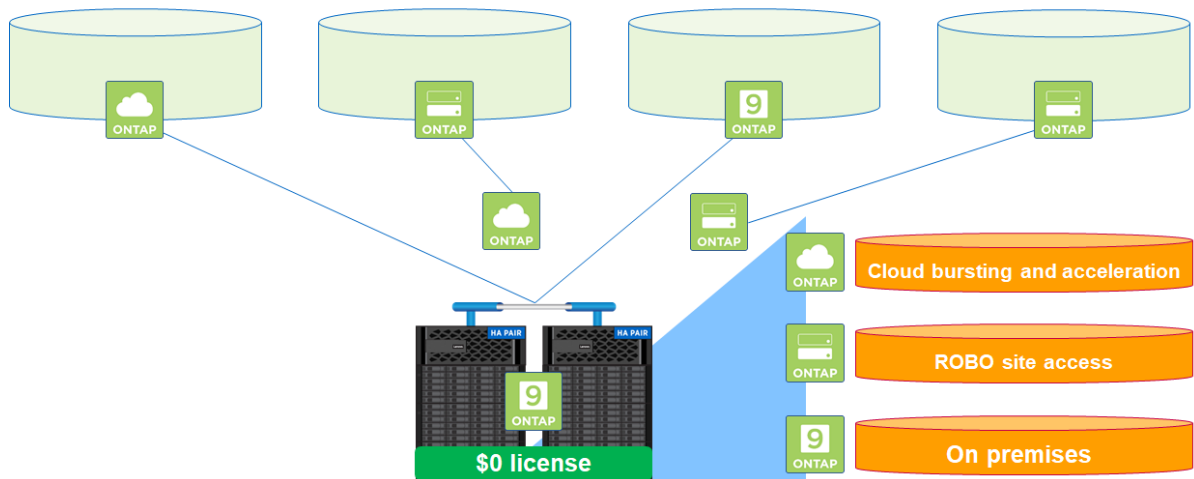 ONTAP
ONTAP
9
ONTAP
ONTAP
ONTAP
ONTAP
ONTAP
Cloud bursting and acceleration
HA PAIR
HA PAIR
ONTAP
ROBO site access
9
ONTAP
9
ONTAP
On premises
$0 license